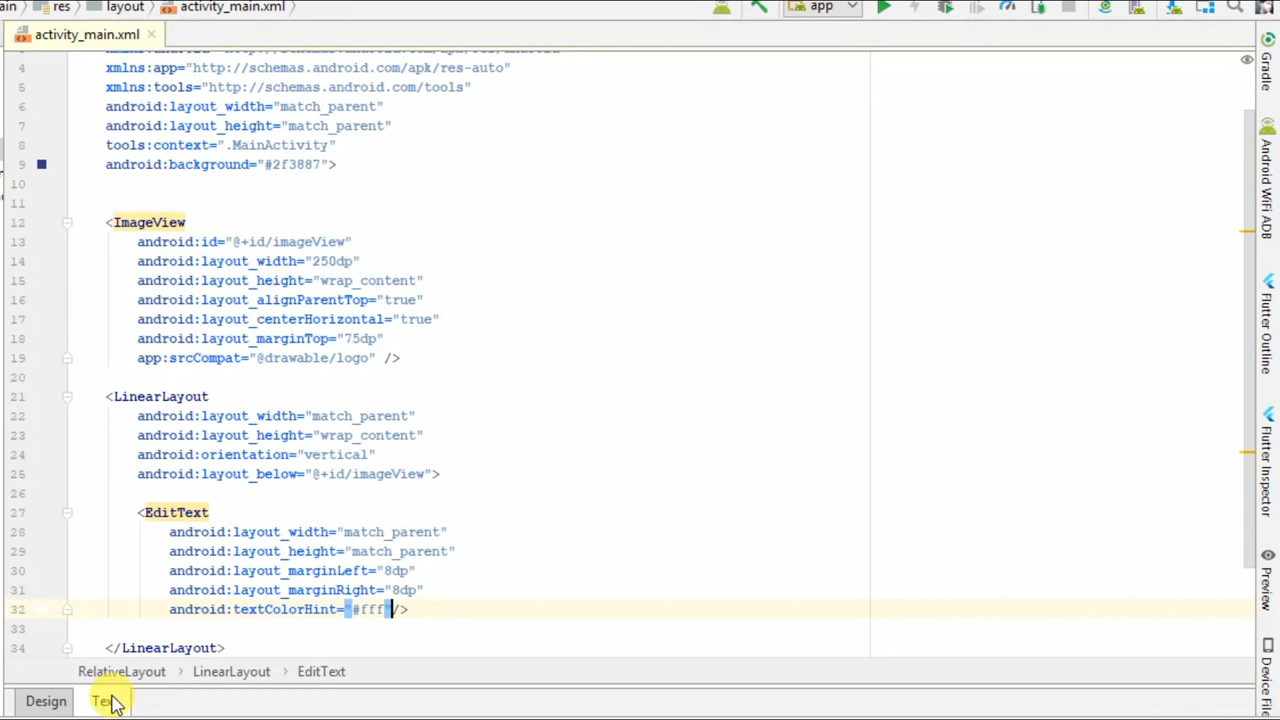 res layout activity_main.xml app
activity_main.xml
4 xmlns:app="http://schemas.android.com/apk/res-auto"
5 xmlns:tools="http://schemas.android.com/tools"
6 android:layout_width="match_parent"
7 android:layout_height="match_parent"
8 tools:context=".MainActivity"
9 android:background="#2f3887">
10
11
12 <ImageView
13 android:id="@+id/imageView"
14 android:layout_width="250dp"
15 android:layout_height="wrap_content"
16 android:layout_alignParentTop="true"
17 android:layout_centerHorizontal="true"
18 android:layout_marginTop="75dp"
19 app:srcCompat="@drawable/logo" />
20
21 <LinearLayout
22 android:layout_width="match_parent"
23 android:layout_height="wrap_content"
24 android:orientation="vertical"
25 android:layout_below="@+id/imageView">
26
27 <EditText
28 android:layout_width="match_parent"
29 android:layout_height="match_parent"
30 android:layout_marginLeft="8dp"
31 android:layout_marginRight="8dp"
32 android:textColorHint="#fff"/>
33
34 </LinearLayout>
RelativeLayout › LinearLayout › EditText
Design
Gradle
Android WiFi ADB
Flutter Outline
Flutter Inspector
Preview